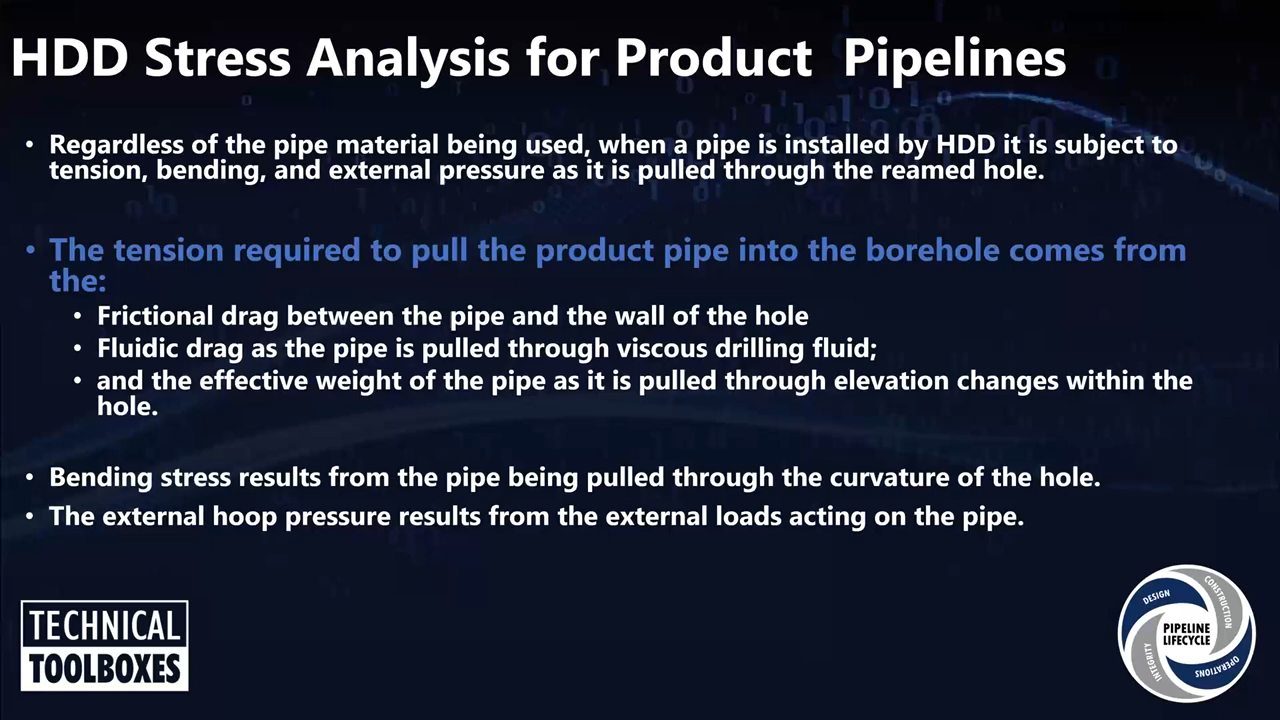 HDD Stress Analysis for Product  Pipelines
• Regardless of the pipe material being used, when a pipe is installed by HDD it is subject to
tension, bending, and external pressure as it is pulled through the reamed hole.
• The tension required to pull the product pipe into the borehole comes from
the:
• Frictional drag between the pipe and the wall of the hole
• Fluidic drag as the pipe is pulled through viscous drilling fluid;
• and the effective weight of the pipe as it is pulled through elevation changes within the
hole.
• Bending stress results from the pipe being pulled through the curvature of the hole.
• The external hoop pressure results from the external loads acting on the pipe.
TECHNICAL
TOOLBOXES
DESIGN
CONSTRUCTION
PIPELINE
LIFECYCLE
INTEGRITY
OPERATIONS